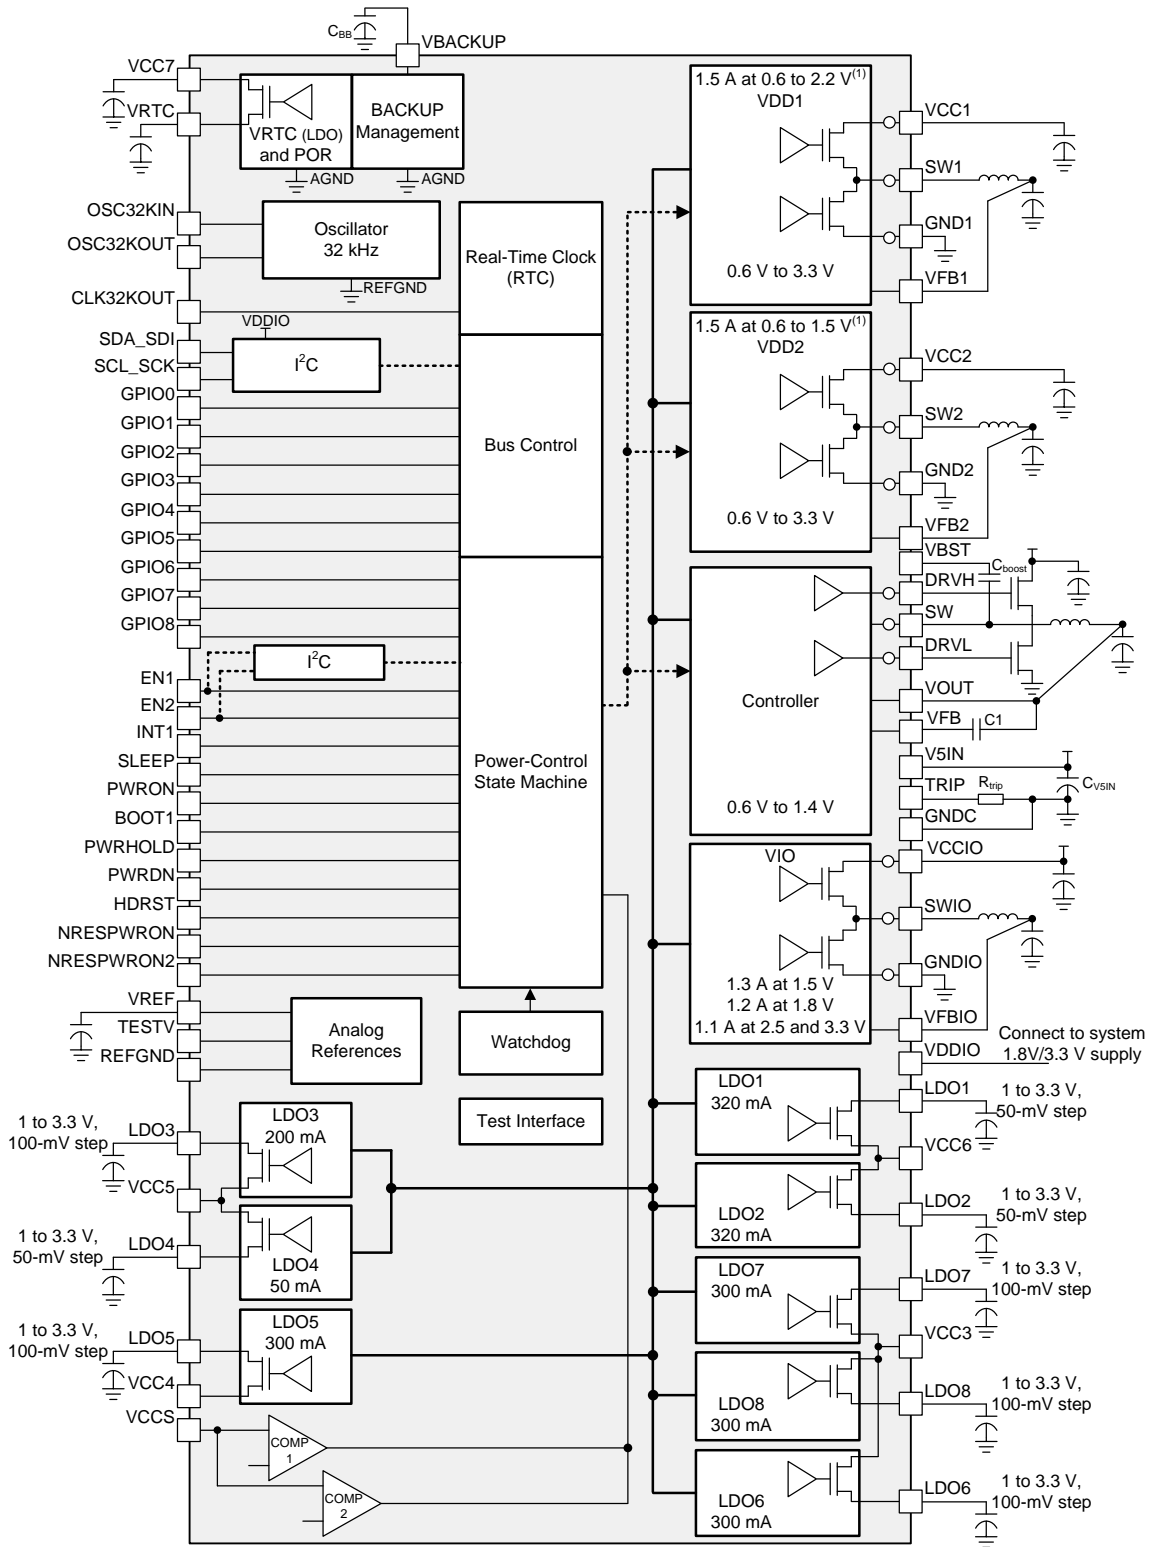 C_BB
VBACKUP
VCC7
VRTC
VRTC (LDO)
and POR
BACKUP
Management
AGND
AGND
OSC32KIN
OSC32KOUT
Oscillator
32 kHz
REFGND
CLK32KOUT
VDDIO
SDA_SDI
SCL_SCK
I²C
GPIO0
GPIO1
GPIO2
GPIO3
GPIO4
GPIO5
GPIO6
GPIO7
GPIO8
I²C
EN1
EN2
INT1
SLEEP
PWRON
BOOT1
PWRHOLD
PWRDN
HDRST
NRESPWRON
NRESPWRON2
VREF
TESTV
REFGND
Analog
References
Real-Time Clock
(RTC)
Bus Control
Power-Control
State Machine
Watchdog
Test Interface
1 to 3.3 V,
100-mV step
LDO3
LDO3
200 mA
VCC5
1 to 3.3 V,
50-mV step
LDO4
LDO4
50 mA
1 to 3.3 V,
100-mV step
LDO5
LDO5
300 mA
VCC4
VCCS
COMP
1
COMP
2
1.5 A at 0.6 to 2.2 V(1)
VDD1
0.6 V to 3.3 V
VCC1
SW1
GND1
VFB1
1.5 A at 0.6 to 1.5 V(1)
VDD2
0.6 V to 3.3 V
VCC2
SW2
GND2
VFB2
VBST
C_boost
DRVH
SW
DRVL
Controller
VOUT
VFB
C1
V5IN
TRIP
R_trip
C_V5IN
GNDC
0.6 V to 1.4 V
VIO
VCCIO
SWIO
GNDIO
1.3 A at 1.5 V
1.2 A at 1.8 V
1.1 A at 2.5 and 3.3 V
VFBIO
VDDIO
Connect to system
1.8V/3.3 V supply
LDO1
320 mA
LDO1
1 to 3.3 V,
50-mV step
VCC6
LDO2
320 mA
LDO2
1 to 3.3 V,
50-mV step
LDO7
300 mA
LDO7
1 to 3.3 V,
100-mV step
VCC3
LDO8
300 mA
LDO8
1 to 3.3 V,
100-mV step
LDO6
300 mA
LDO6
1 to 3.3 V,
100-mV step